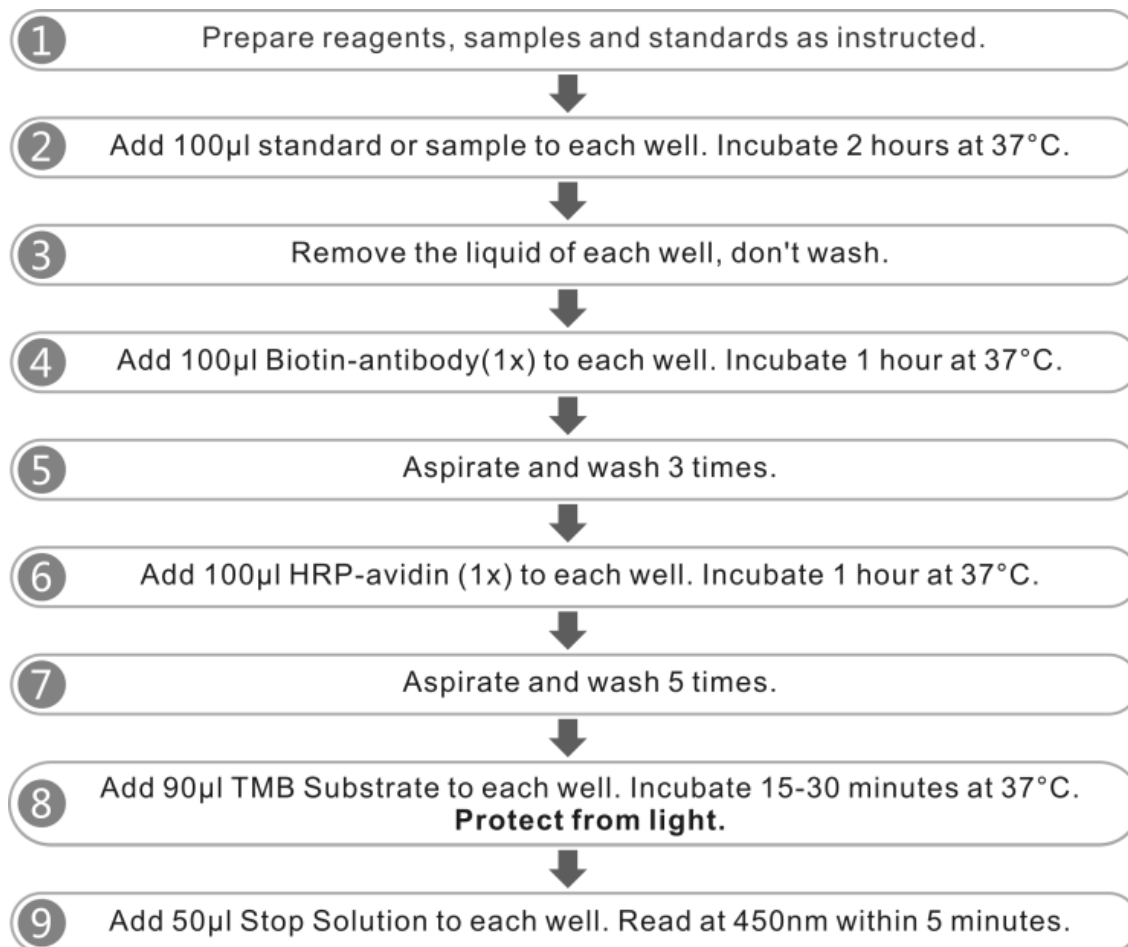 1 Prepare reagents, samples and standards as instructed.
2 Add 100µl standard or sample to each well. Incubate 2 hours at 37°C.
3 Remove the liquid of each well, don't wash.
4 Add 100µl Biotin-antibody(1x) to each well. Incubate 1 hour at 37°C.
5 Aspirate and wash 3 times.
6 Add 100µl HRP-avidin (1x) to each well. Incubate 1 hour at 37°C.
7 Aspirate and wash 5 times.
8 Add 90µl TMB Substrate to each well. Incubate 15-30 minutes at 37°C.
Protect from light.
9 Add 50µl Stop Solution to each well. Read at 450nm within 5 minutes.